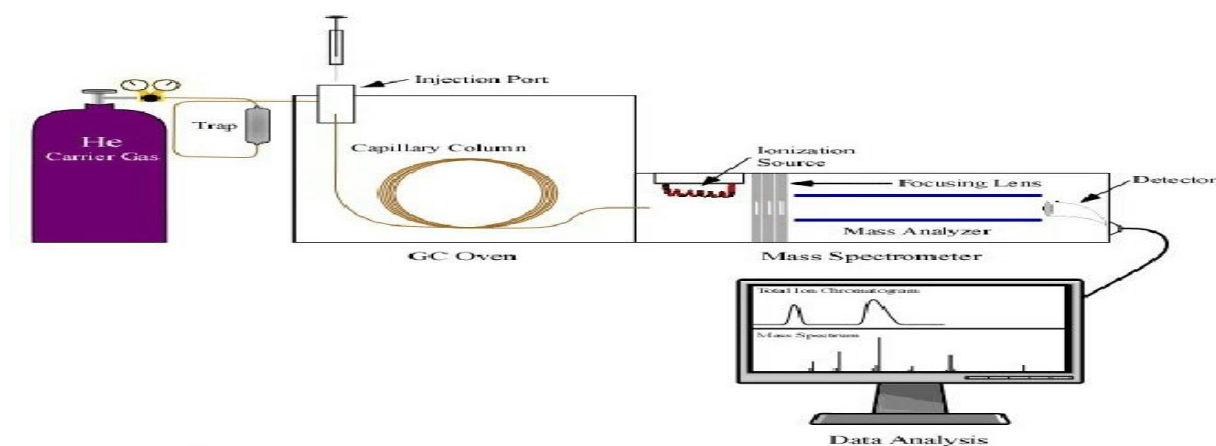 Injection Port
He
Carrier Gas
Trap
Capillary Column
Ionization
Source
Focusing Lens
Detector
Mass Analyzer
GC Oven
Mass Spectrometer
Total Ion Chromatogram
Mass Spectrum
Data Analysis